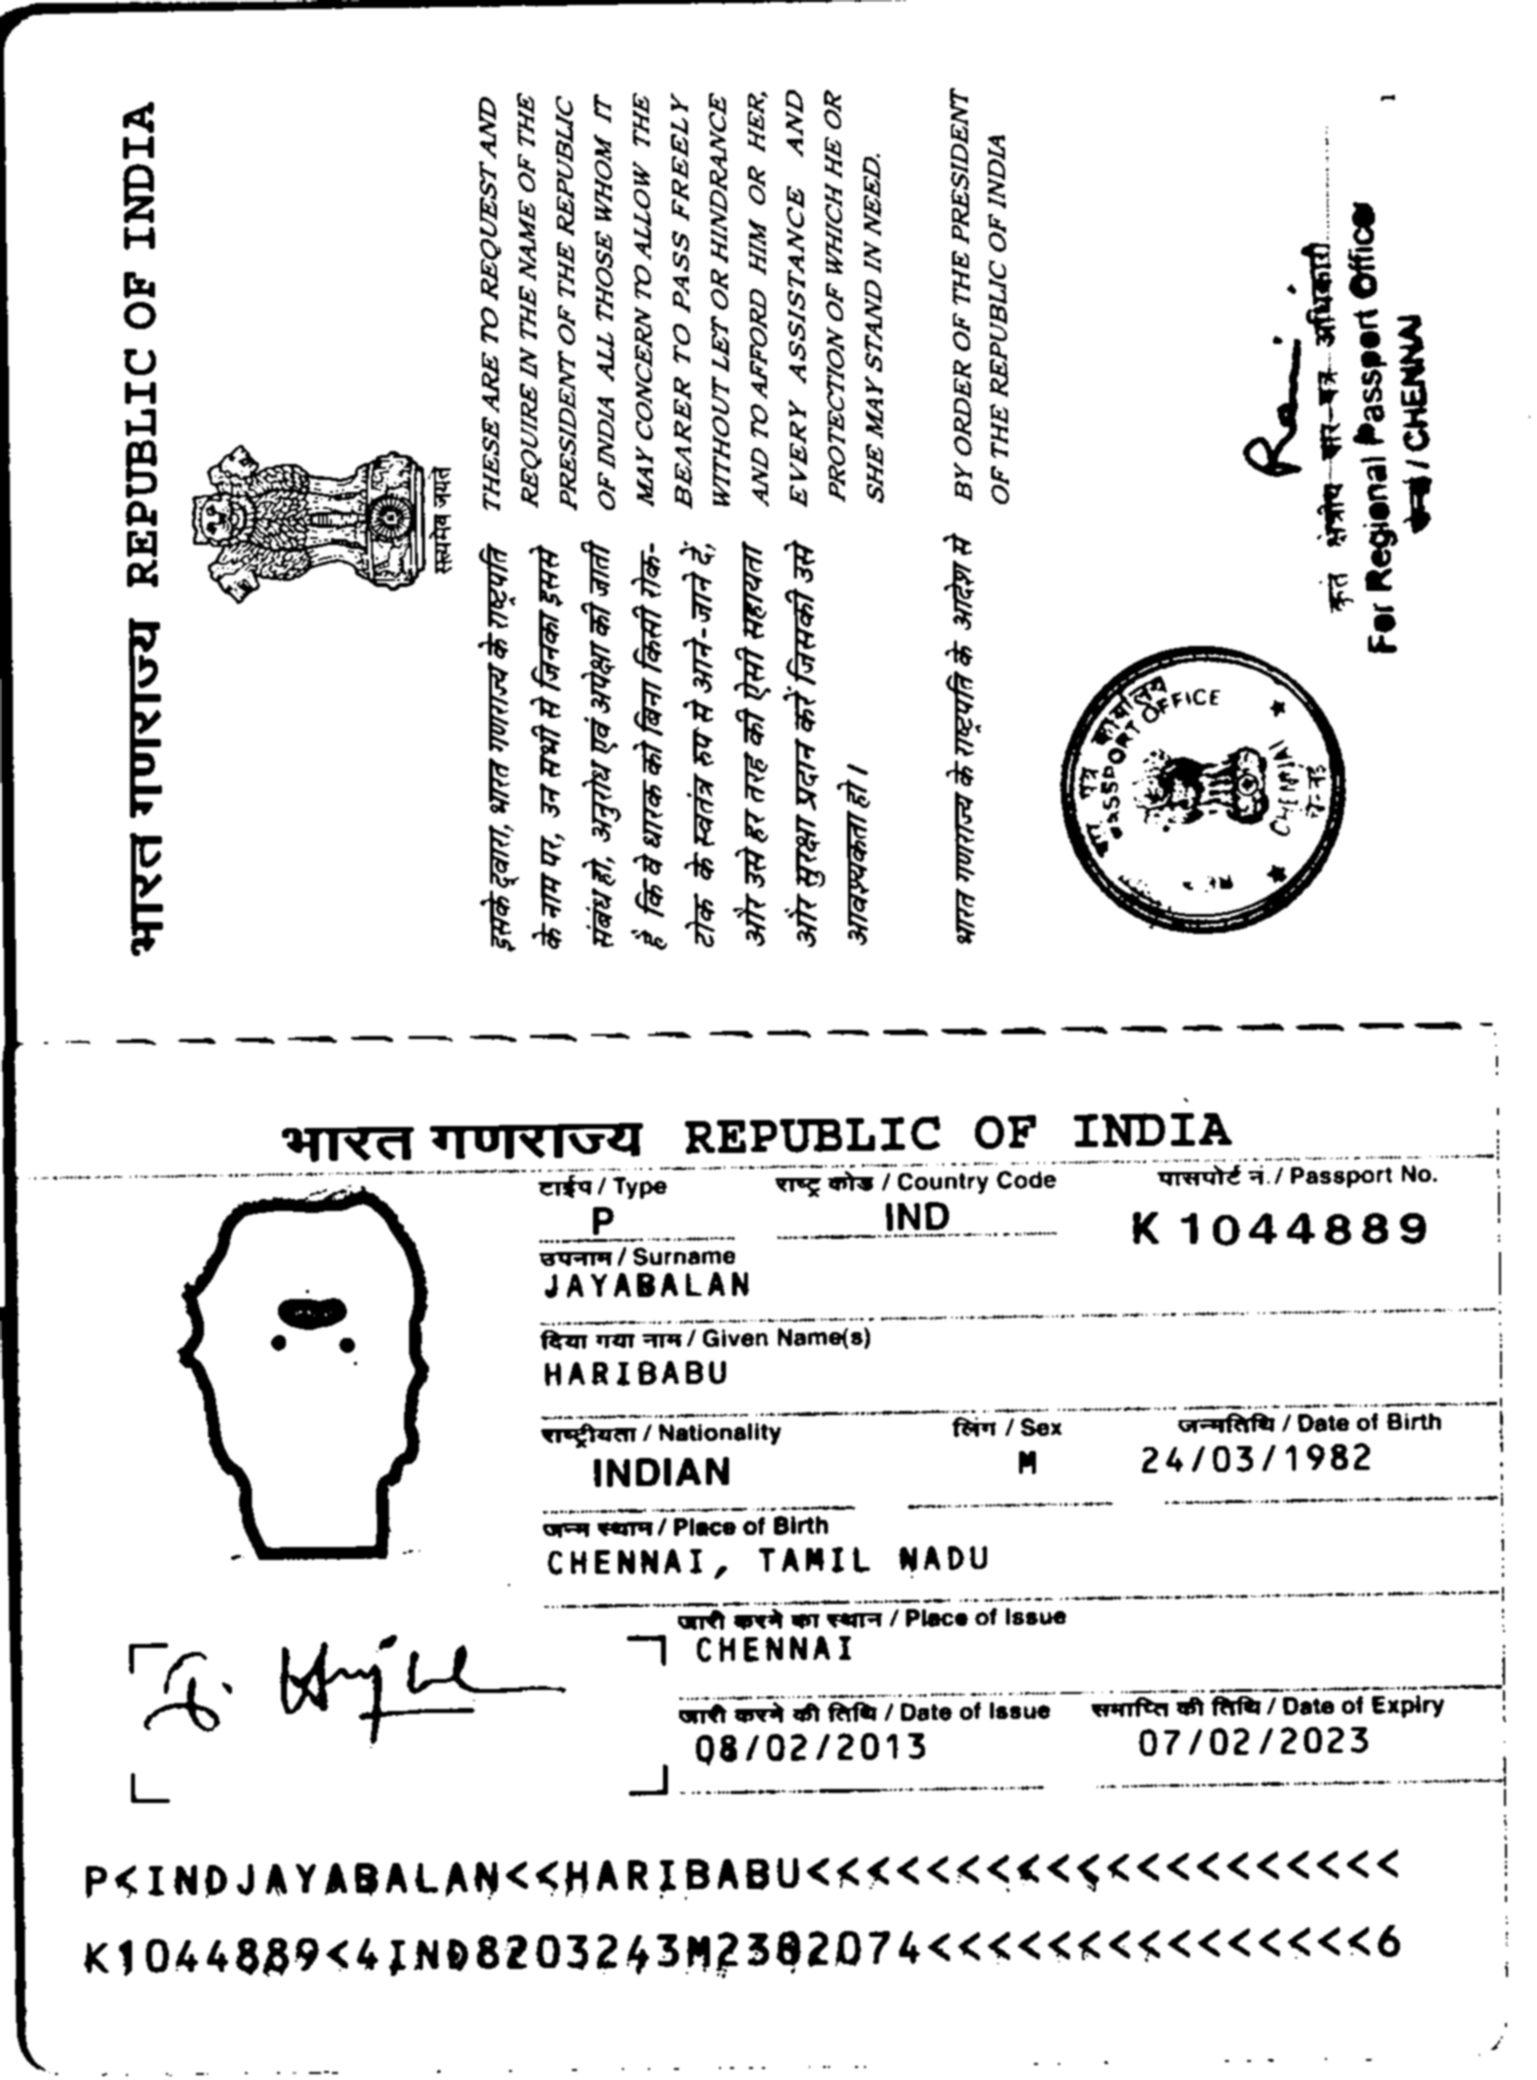 भारत गणराज्य REPUBLIC OF INDIA
सत्यमेव जयते
इसके द्वारा, भारत गणराज्य के राष्ट्रपति
के नाम पर, उन सभी से जिनका इससे
संबंध हो, अनुरोध एवं अपेक्षा की जाती
है कि वे धारक को बिना किसी रोक-
टोक के स्वतंत्र रुप से आने-जाने दें,
और उसे हर तरह की ऐसी सहायता
और सुरक्षा प्रदान करें जिसकी उसे
आवश्यकता हो।
THESE ARE TO REQUEST AND
REQUIRE IN THE NAME OF THE
PRESIDENT OF THE REPUBLIC
OF INDIA ALL THOSE WHOM IT
MAY CONCERN TO ALLOW THE
BEARER TO PASS FREELY
WITHOUT LET OR HINDRANCE
AND TO AFFORD HIM OR HER,
EVERY ASSISTANCE AND
PROTECTION OF WHICH HE OR
SHE MAY STAND IN NEED.
भारत गणराज्य के राष्ट्रपति के आदेश से
BY ORDER OF THE PRESIDENT
OF THE REPUBLIC OF INDIA
PASSPORT OFFICE
CHENNAI
कृते क्षेत्रीय पार-पत्र अधिकारी
For Regional Passport Officer
/ CHENNAI
1
भारत गणराज्य REPUBLIC OF INDIA
टाईप / Type
P
राष्ट्र कोड / Country Code
IND
पासपोर्ट नं. / Passport No.
K 1044889
उपनाम / Surname
JAYABALAN
दिया गया नाम / Given Name(s)
HARIBABU
राष्ट्रीयता / Nationality
INDIAN
लिंग / Sex
M
जन्मतिथि / Date of Birth
24/03/1982
जन्म स्थान / Place of Birth
CHENNAI, TAMIL NADU
जारी करने का स्थान / Place of Issue
CHENNAI
जारी करने की तिथि / Date of Issue
08/02/2013
समाप्ति की तिथि / Date of Expiry
07/02/2023
P<INDJAYABALAN<<HARIBABU<<<<<<<<<<<<<<<<<<<<
K1044889<4IND8203243M2302074<<<<<<<<<<<<<<<6